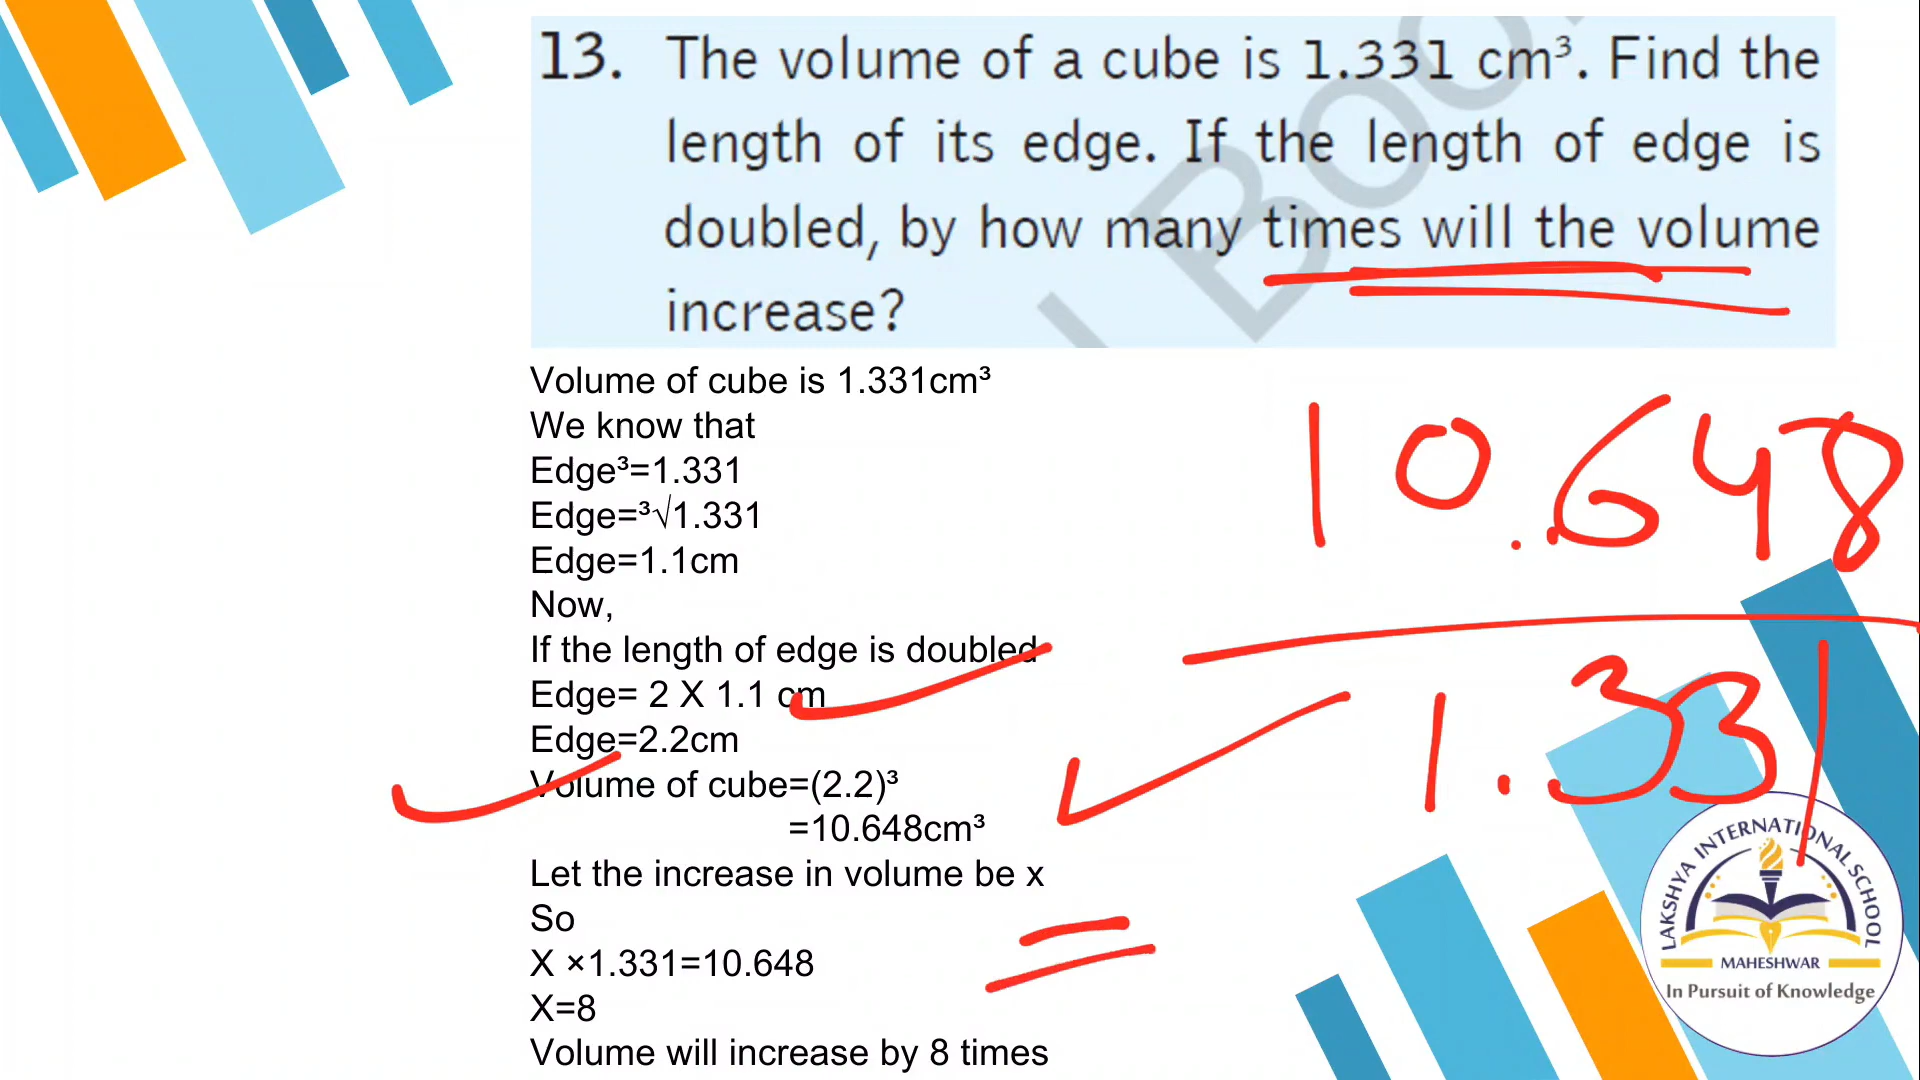 13. The volume of a cube is 1.331 cm³. Find the
length of its edge. If the length of edge is
doubled, by how many times will the volume
increase?
Volume of cube is 1.331cm³
We know that
Edge³=1.331
Edge=³√1.331
Edge=1.1cm
Now,
If the length of edge is doubled
Edge= 2 X 1.1 cm
Edge=2.2cm
Volume of cube=(2.2)³
=10.648cm³
Let the increase in volume be x
So
X ×1.331=10.648
X=8
Volume will increase by 8 times
10.648
1.331
LAKSHYA INTERNATIONAL SCHOOL
MAHESHWAR
In Pursuit of Knowledge